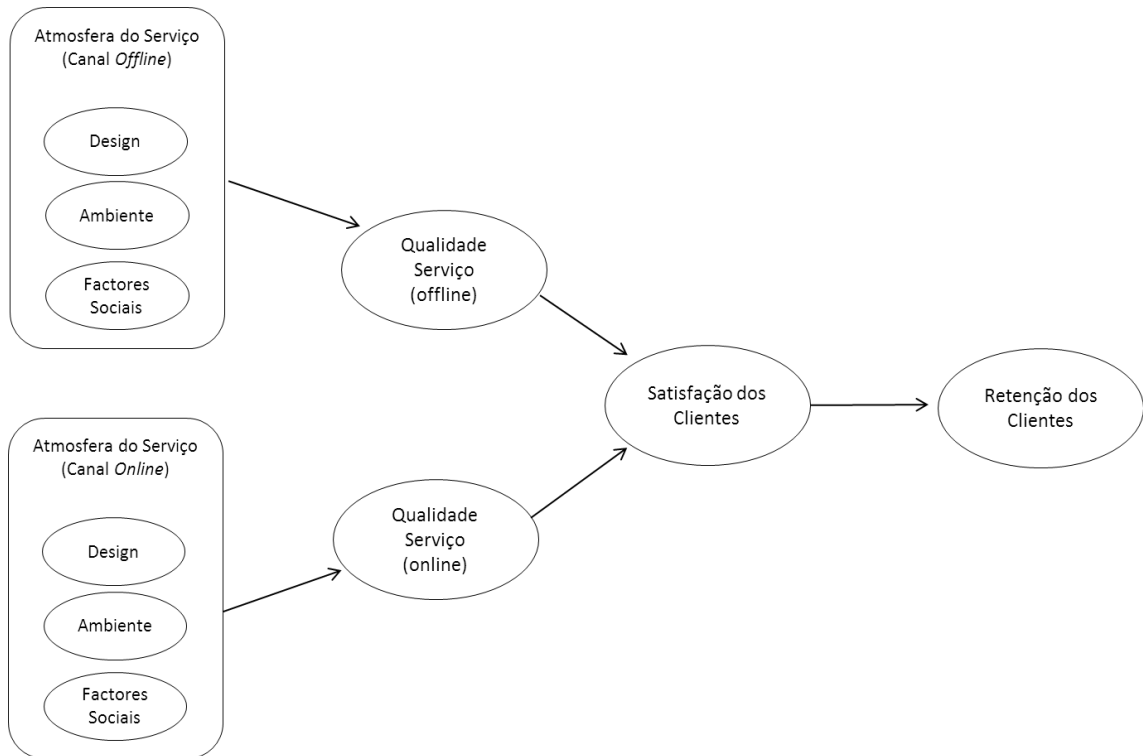 Atmosfera do Serviço
(Canal Offline)
Design
Ambiente
Factores
Sociais
Qualidade
Serviço
(offline)
Satisfação dos
Clientes
Retenção dos
Clientes
Atmosfera do Serviço
(Canal Online)
Design
Ambiente
Factores
Sociais
Qualidade
Serviço
(online)